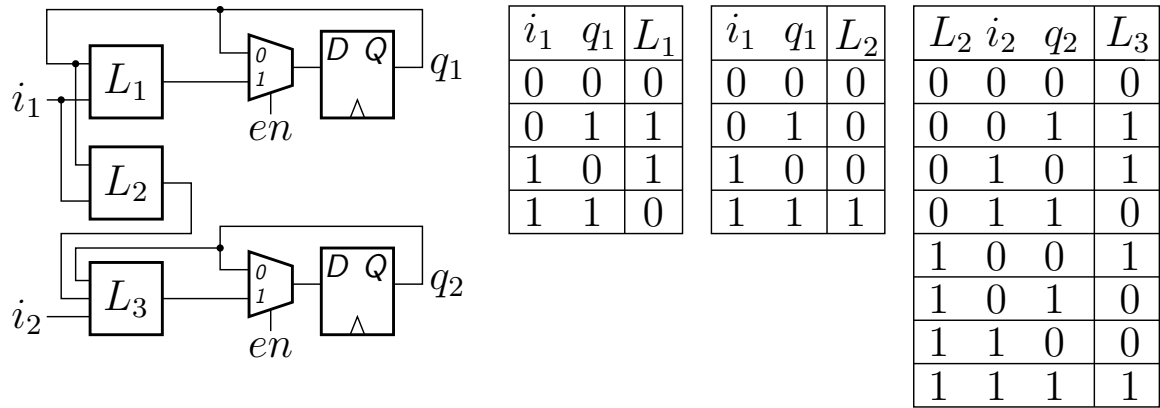 0
1
D Q
q1
L1
i1
en
L2
0
1
D Q
q2
L3
i2
en
i1 q1 L1
0 0 0
0 1 1
1 0 1
1 1 0
i1 q1 L2
0 0 0
0 1 0
1 0 0
1 1 1
L2 i2 q2 L3
0 0 0 0
0 0 1 1
0 1 0 1
0 1 1 0
1 0 0 1
1 0 1 0
1 1 0 0
1 1 1 1